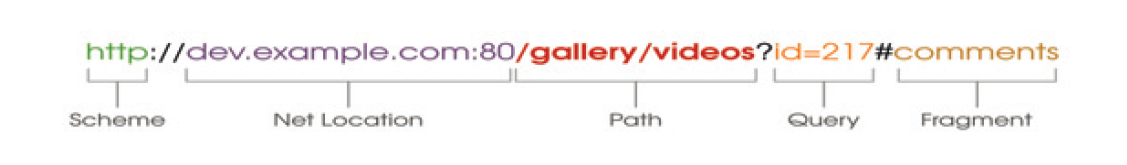 http://dev.example.com:80/gallery/videos?id=217#comments
Scheme Net Location Path Query Fragment